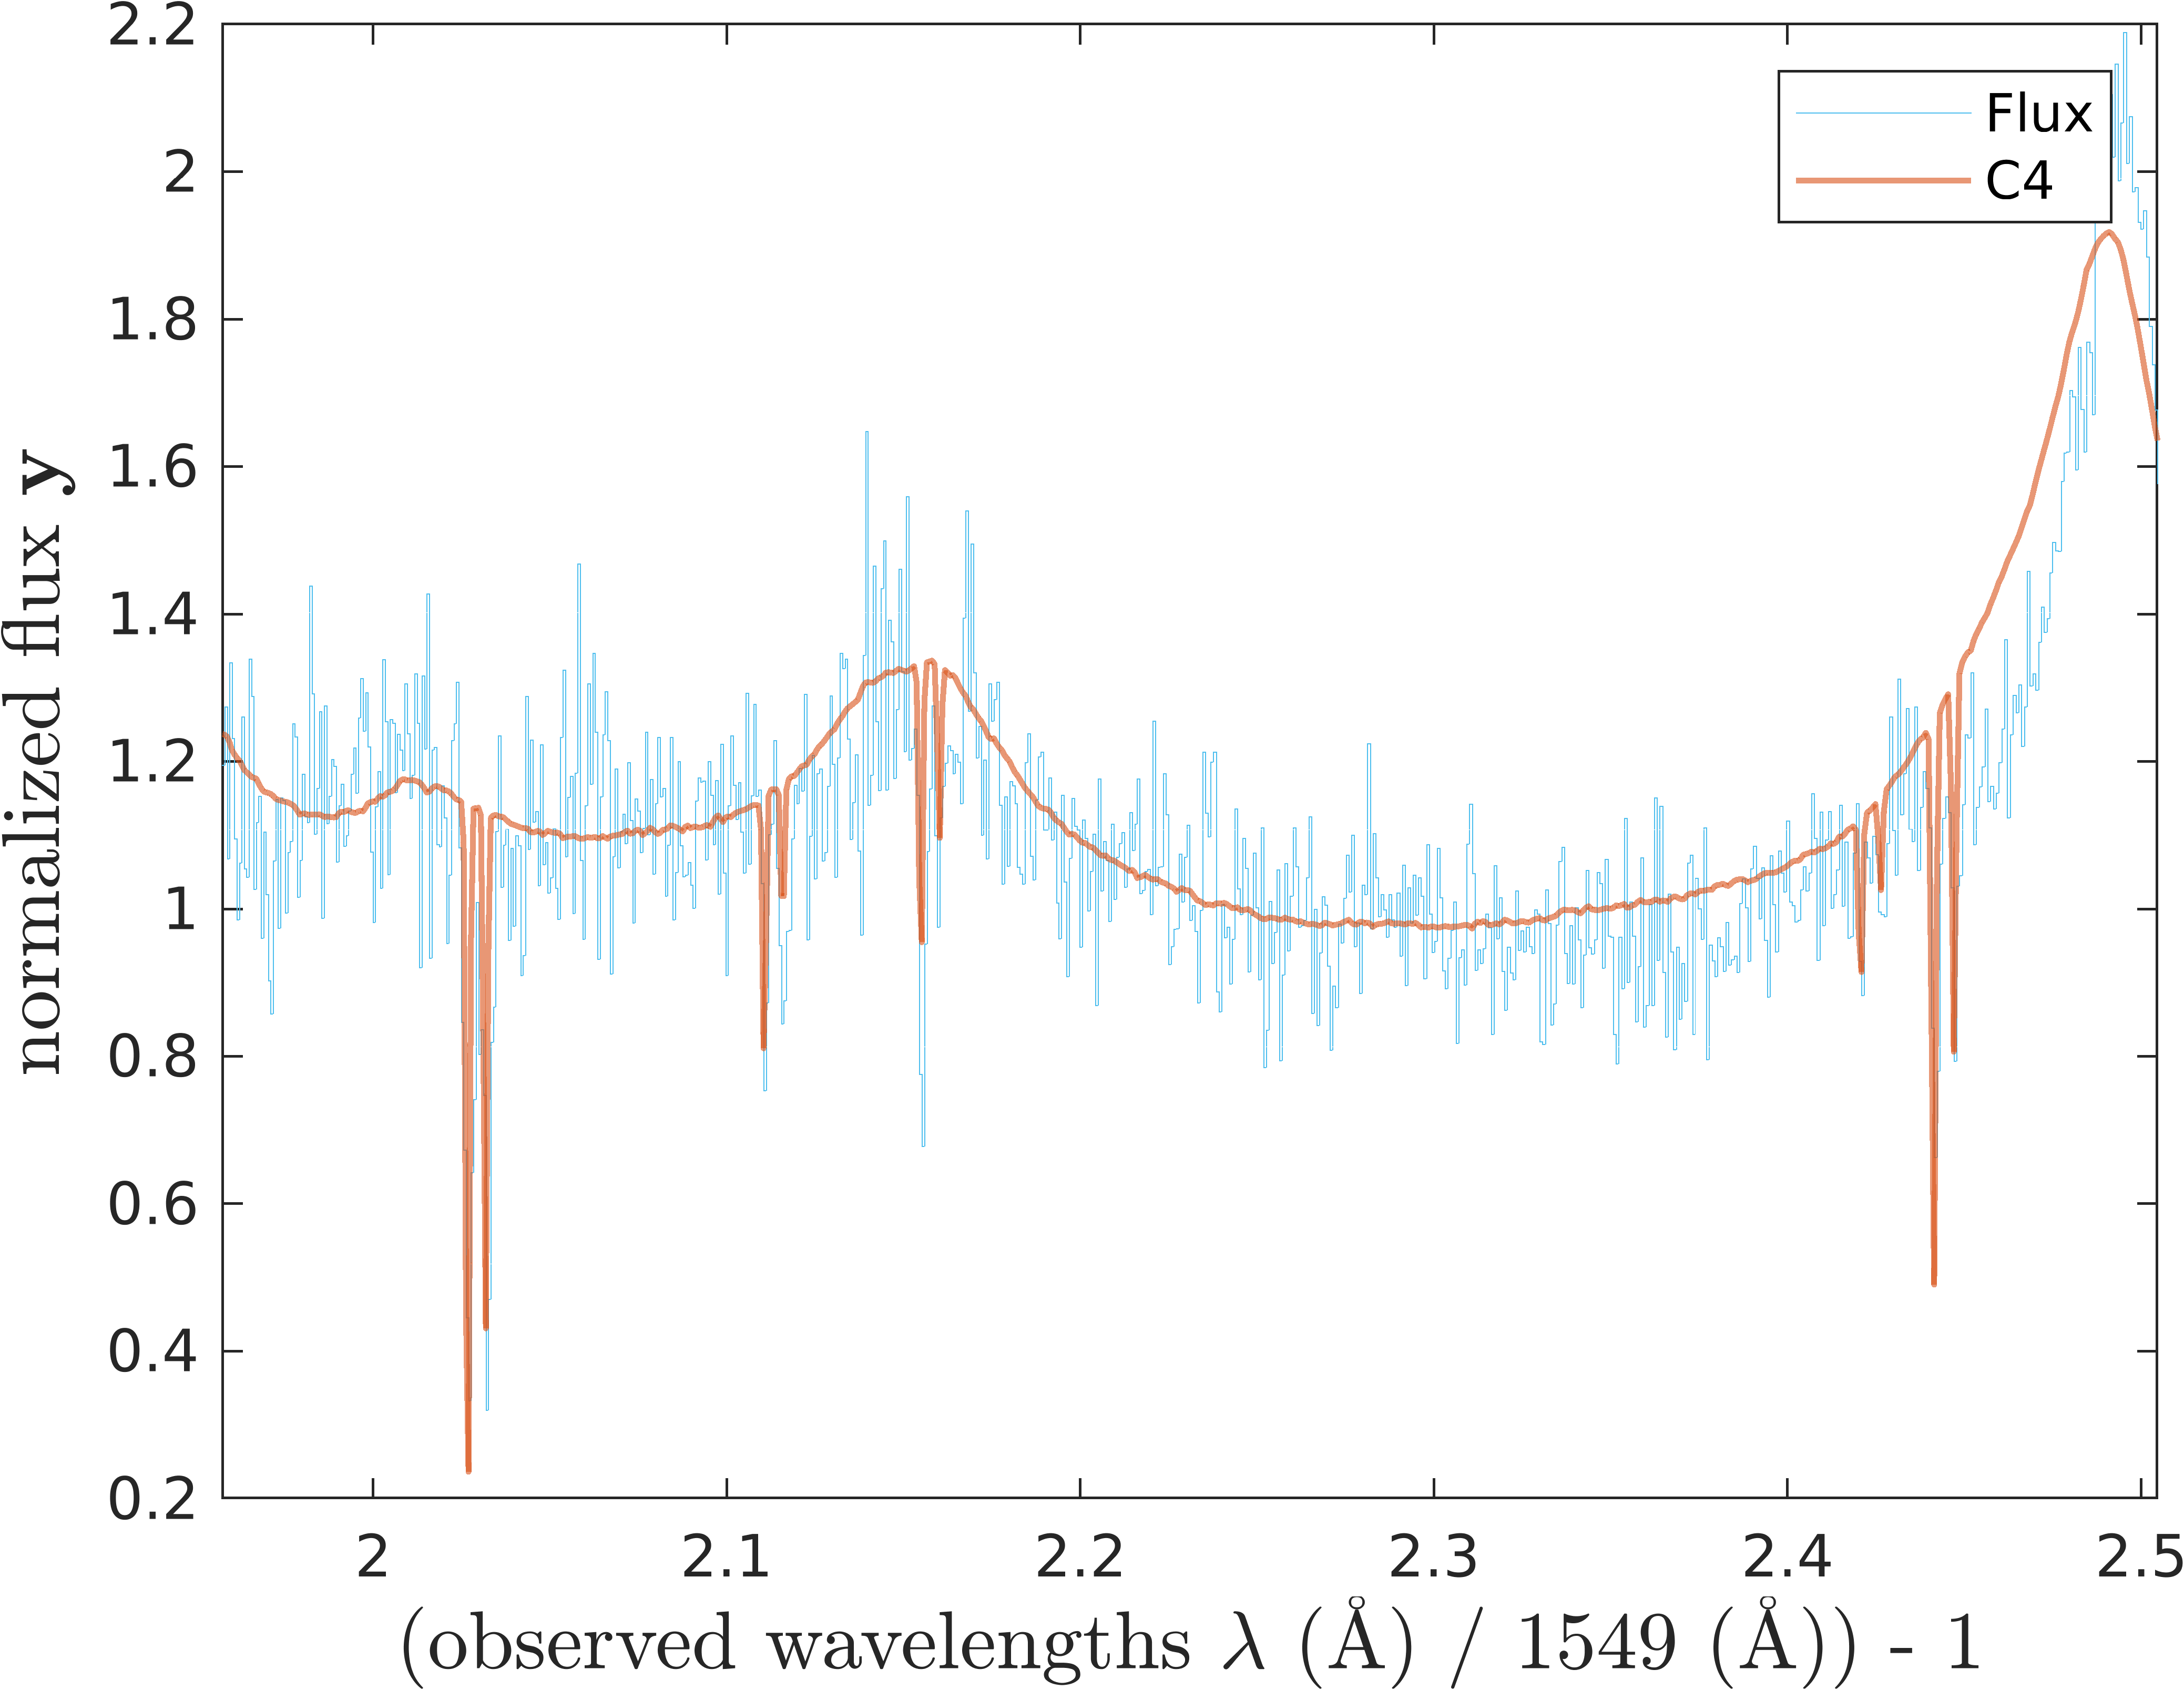 2.2
2
1.8
1.6
1.4
1.2
1
0.8
0.6
0.4
0.2
normalized flux y
Flux
C4
2 2.1 2.2 2.3 2.4 2.5
(observed wavelengths λ (Å) / 1549 (Å)) - 1